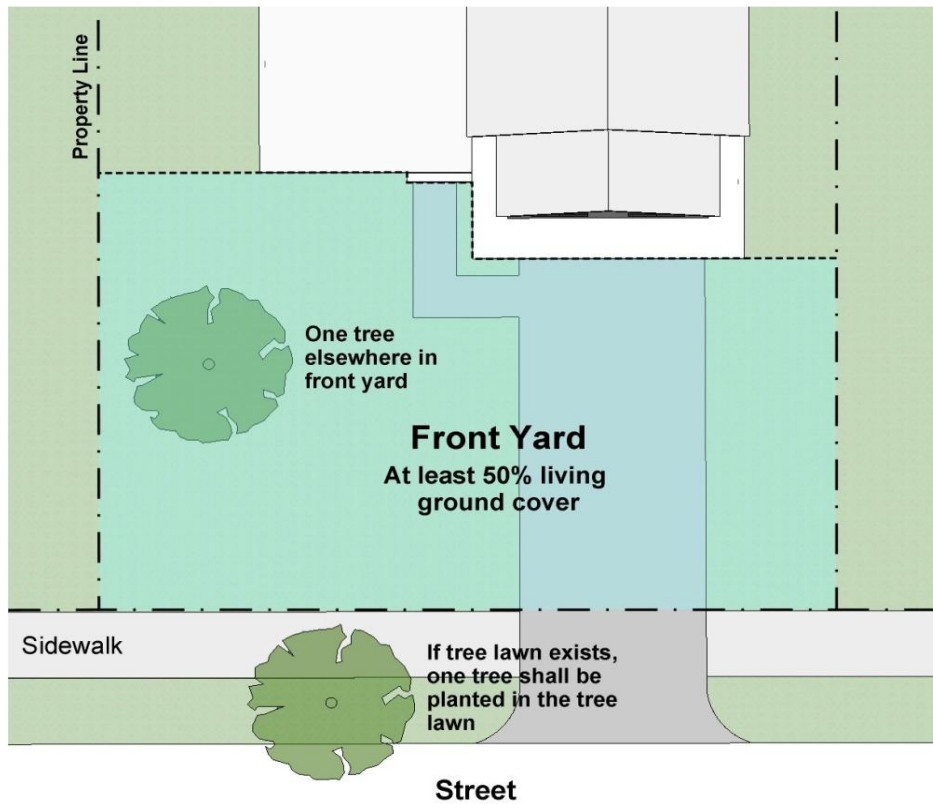 Property Line
One tree
elsewhere in
front yard
Front Yard
At least 50% living
ground cover
Sidewalk
If tree lawn exists,
one tree shall be
planted in the tree
lawn
Street